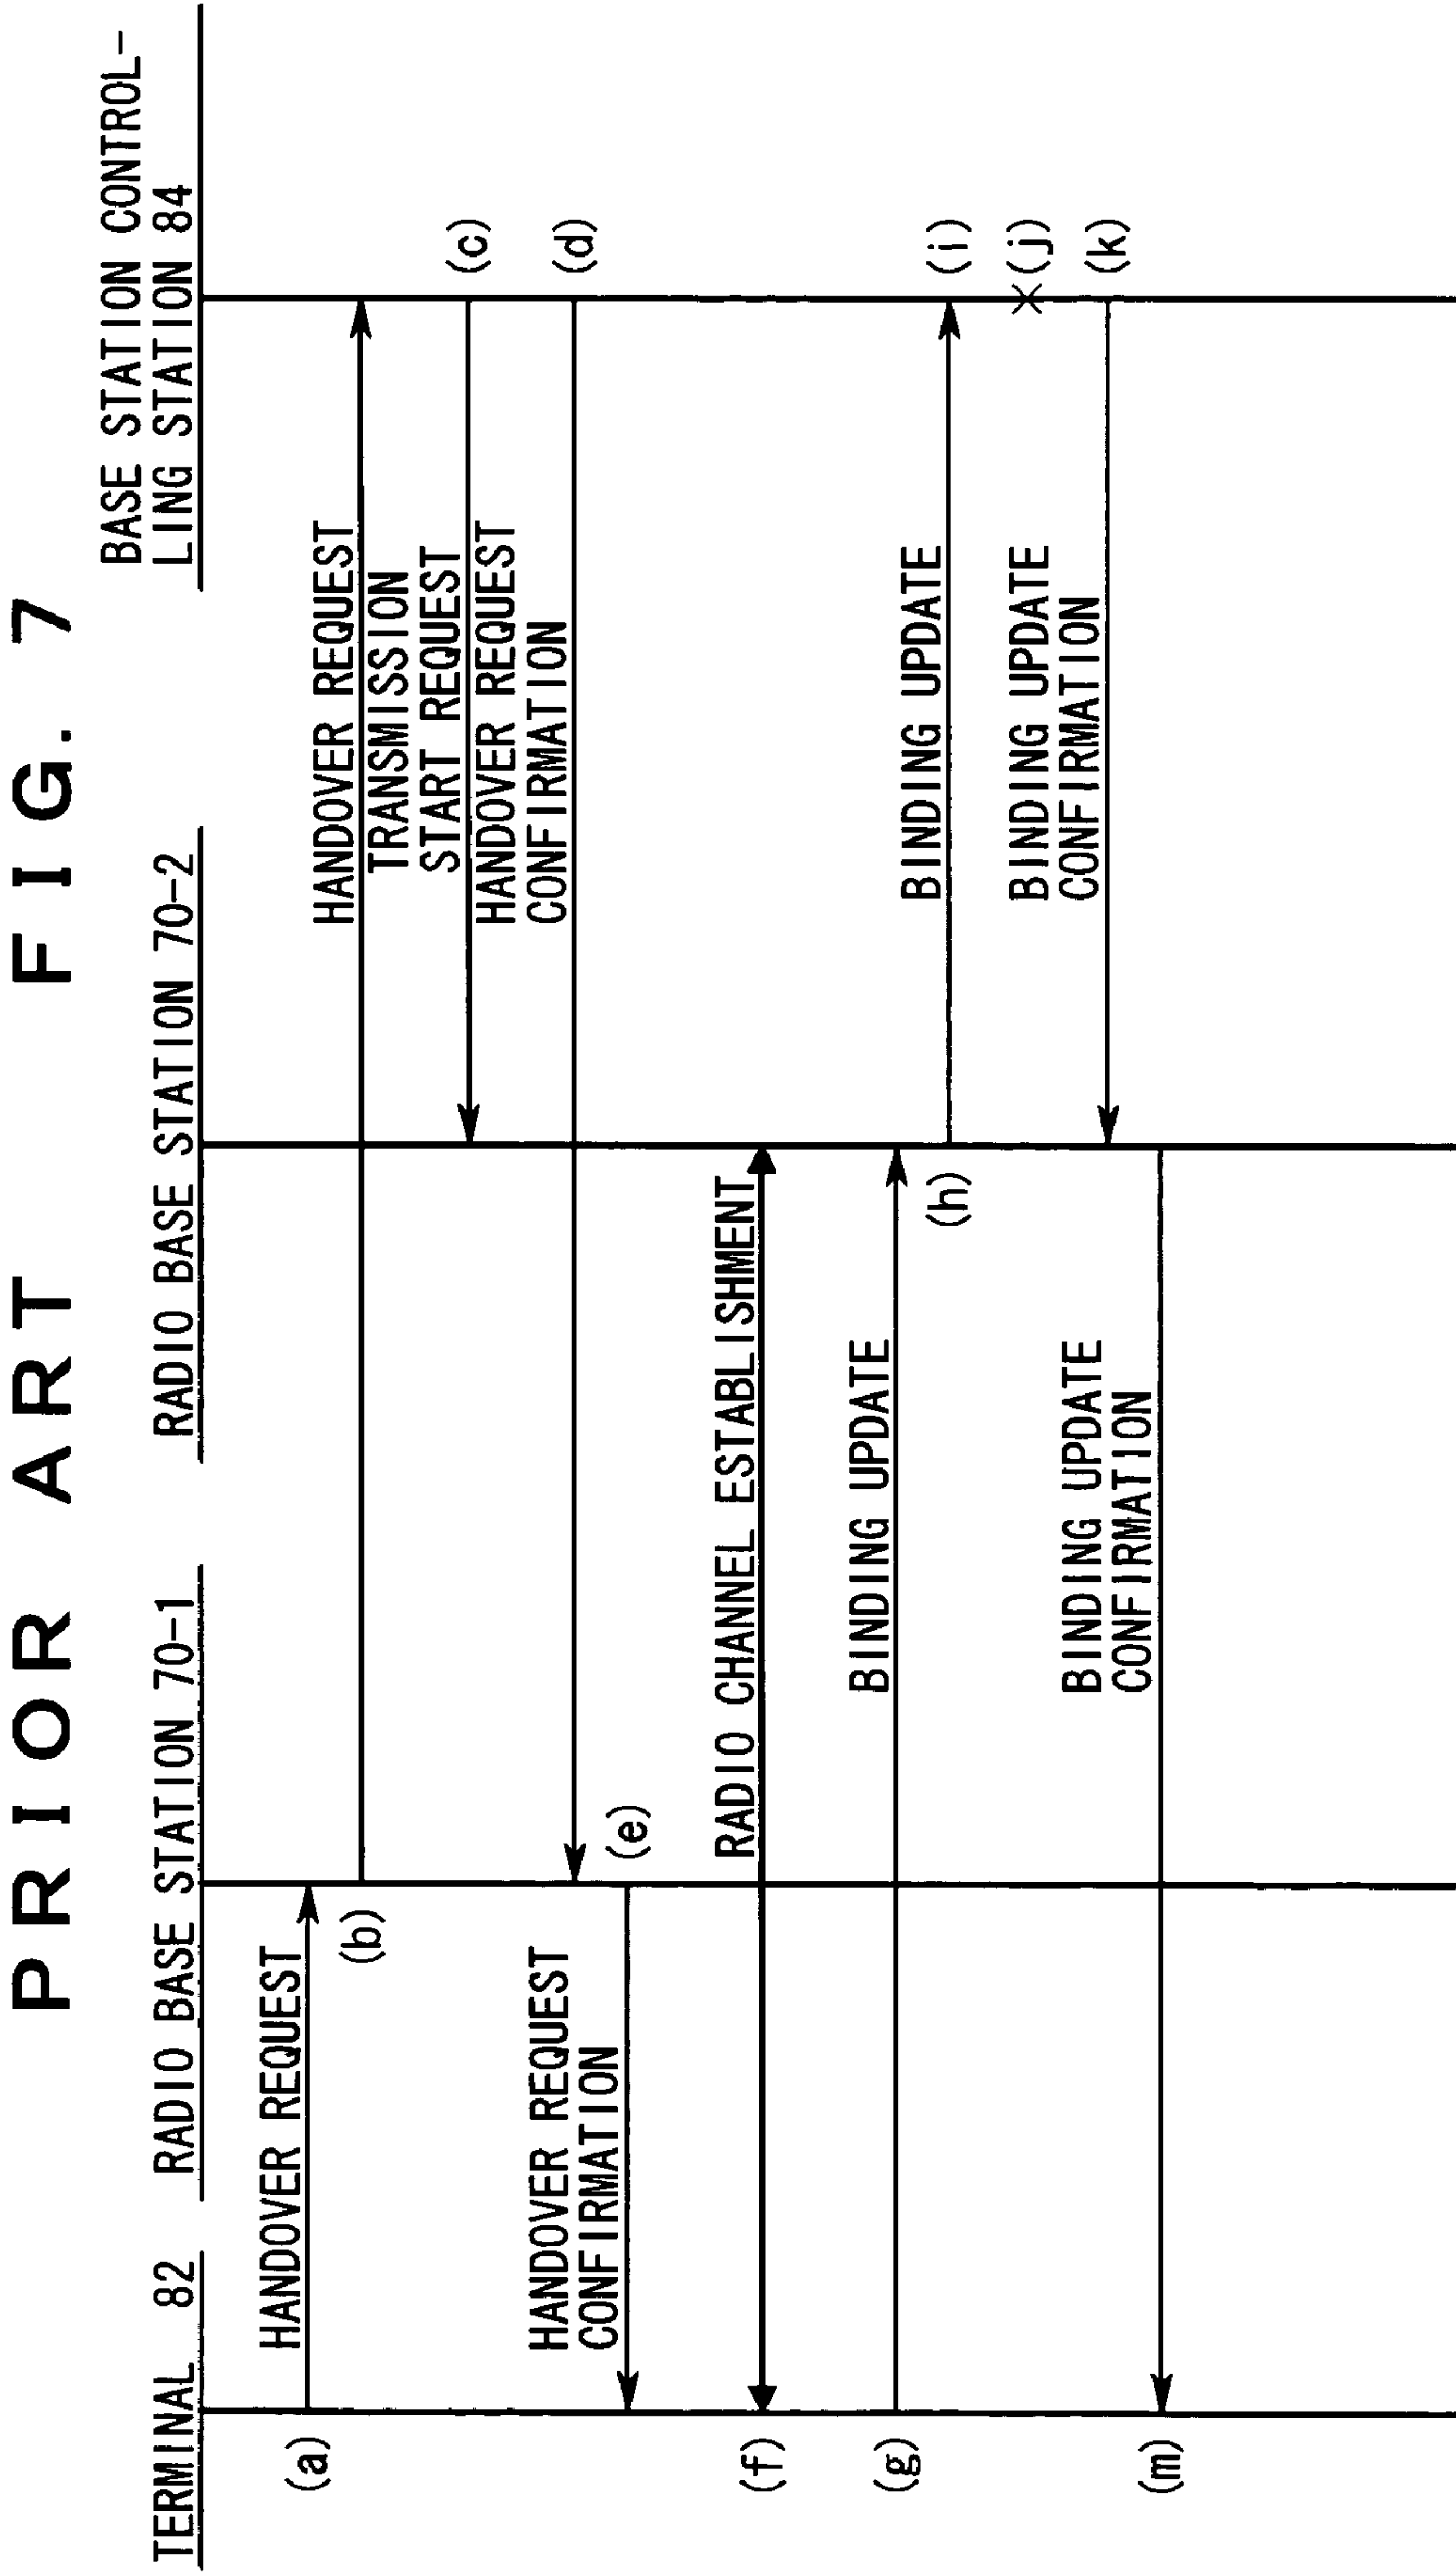 PRIOR ART FIG. 7
TERMINAL 82
RADIO BASE STATION 70-1
RADIO BASE STATION 70-2
BASE STATION CONTROL-
LING STATION 84
(a)
HANDOVER REQUEST
(b)
HANDOVER REQUEST
TRANSMISSION
START REQUEST
(c)
HANDOVER REQUEST
CONFIRMATION
(d)
HANDOVER REQUEST
CONFIRMATION
(e)
(f)
RADIO CHANNEL ESTABLISHMENT
(g)
BINDING UPDATE
(h)
BINDING UPDATE
(i)
(j)
BINDING UPDATE
CONFIRMATION
(k)
BINDING UPDATE
CONFIRMATION
(m)